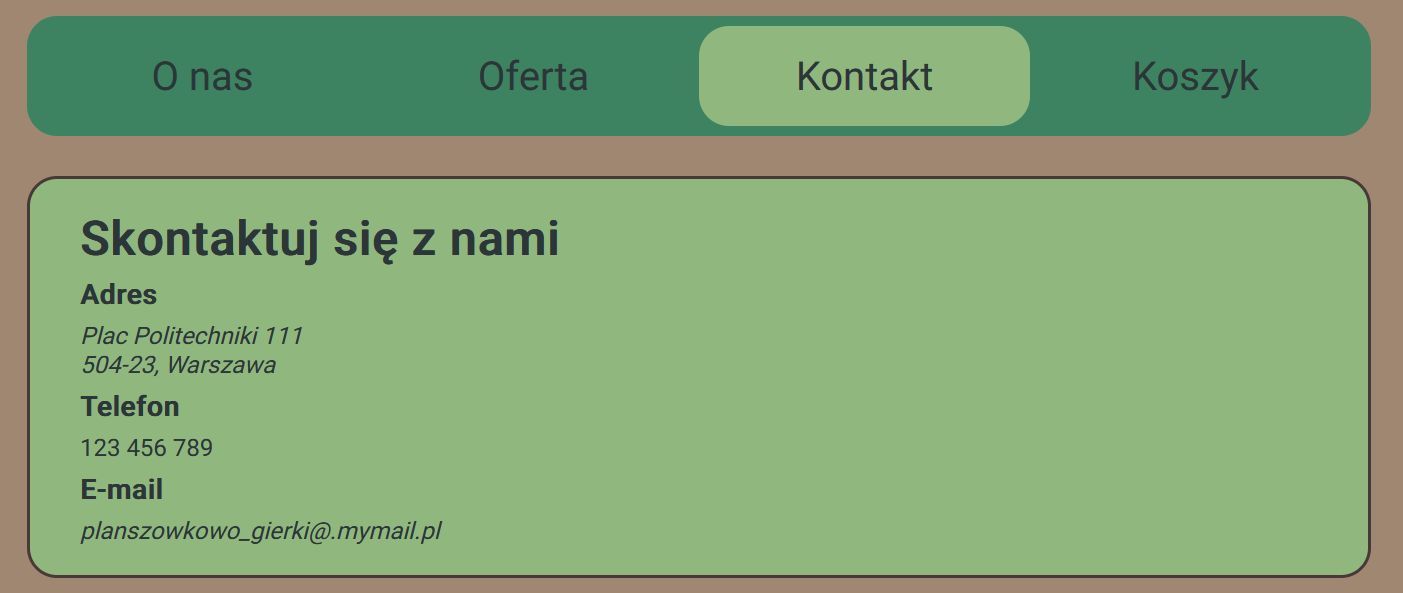 O nas Oferta Kontakt Koszyk
Skontaktuj się z nami
Adres
Plac Politechniki 111
504-23, Warszawa
Telefon
123 456 789
E-mail
planszowkowo_gierki@.mymail.pl